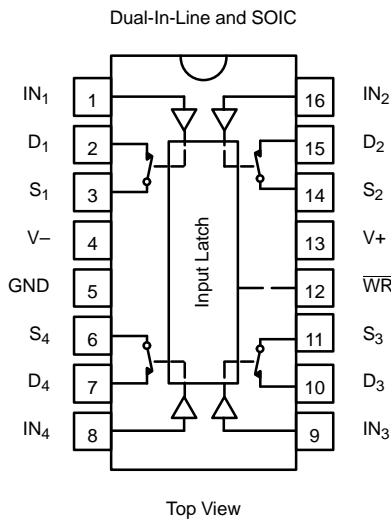 Dual-In-Line and SOIC
IN₁ 1 16 IN₂
D₁ 2 15 D₂
S₁ 3 14 S₂
V– 4 13 V+
GND 5 12 W̅R̅
S₄ 6 11 S₃
D₄ 7 10 D₃
IN₄ 8 9 IN₃
Input Latch
Top View